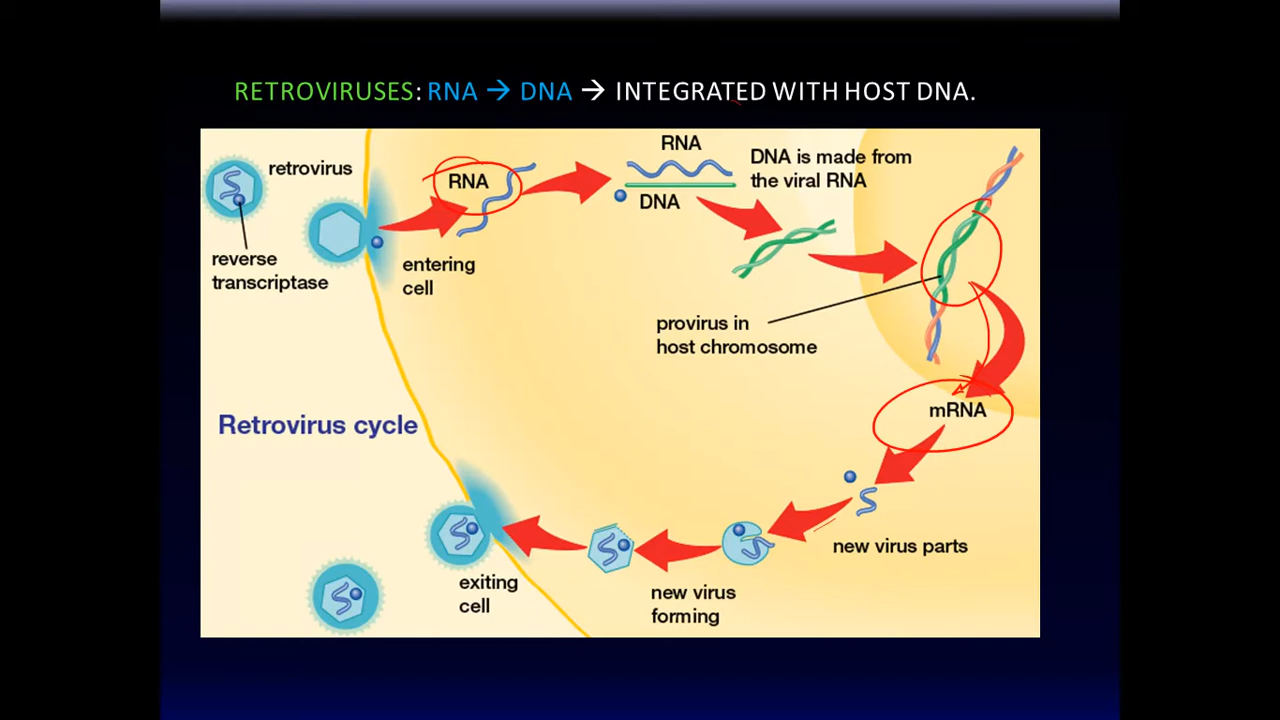 RETROVIRUSES: RNA → DNA → INTEGRATED WITH HOST DNA.
retrovirus
reverse
transcriptase
RNA
entering
cell
RNA
DNA
DNA is made from
the viral RNA
provirus in
host chromosome
mRNA
new virus parts
new virus
forming
exiting
cell
Retrovirus cycle